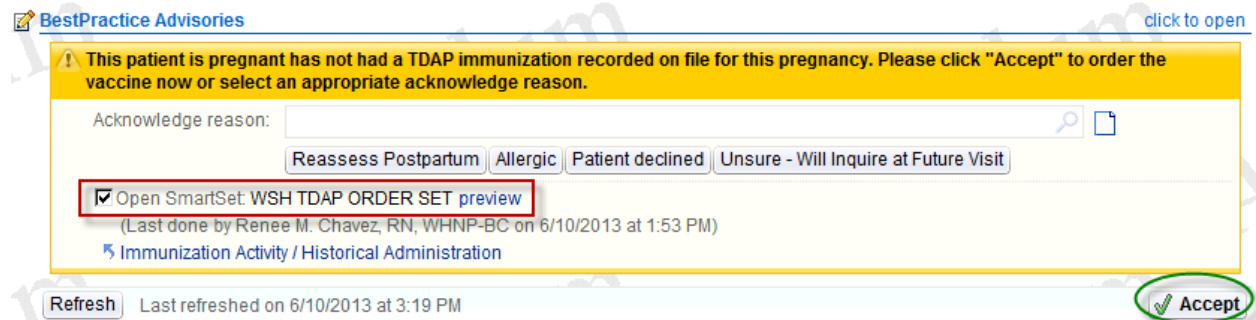 BestPractice Advisories click to open
This patient is pregnant has not had a TDAP immunization recorded on file for this pregnancy. Please click "Accept" to order the
vaccine now or select an appropriate acknowledge reason.
Acknowledge reason:
Reassess Postpartum Allergic Patient declined Unsure - Will Inquire at Future Visit
Open SmartSet: WSH TDAP ORDER SET preview
(Last done by Renee M. Chavez, RN, WHNP-BC on 6/10/2013 at 1:53 PM)
Immunization Activity / Historical Administration
Refresh Last refreshed on 6/10/2013 at 3:19 PM Accept